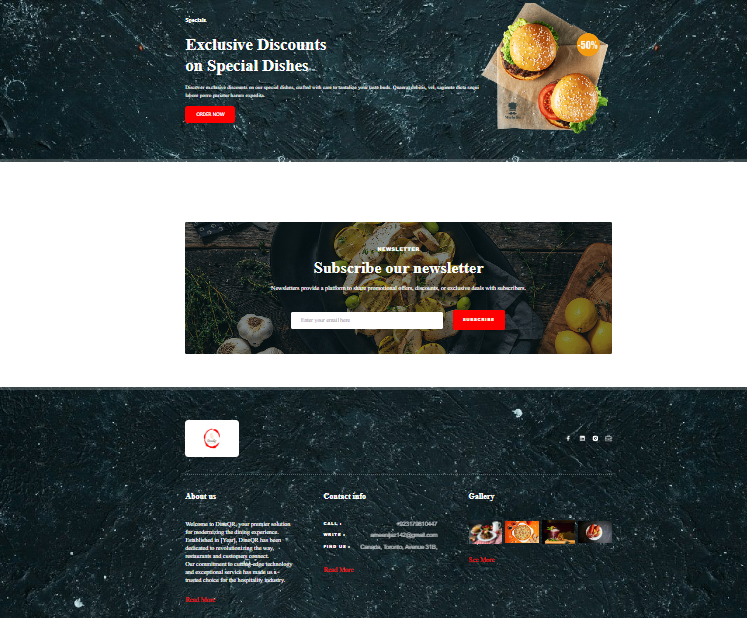 Specials
Exclusive Discounts
on Special Dishes
-50%
Discover exclusive discounts on our special dishes, crafted with care to tantalize your taste buds. Quaerat debitis, vel, sapiente dicta sequi
labore porro pariatur harum expedita.
ORDER NOW
NEWSLETTER
Subscribe our newsletter
Newsletters provide a platform to share promotional offers, discounts, or exclusive deals with subscribers.
Enter your email here
SUBSCRIBE
About us
Welcome to DineQR, your premier solution
for modernizing the dining experience.
Established in [Year], DineQR has been
dedicated to revolutionizing the way,
restaurants and customers connect.
Our commitment to cutting-edge technology
and exceptional service has made us a
trusted choice for the hospitality industry.
Read More
Contact info
CALL : +923179610447
WRITE : ameenijaz142@gmail.com
FIND US : Canada, Toronto, Avenue 31B,
Read More
Gallery
See More